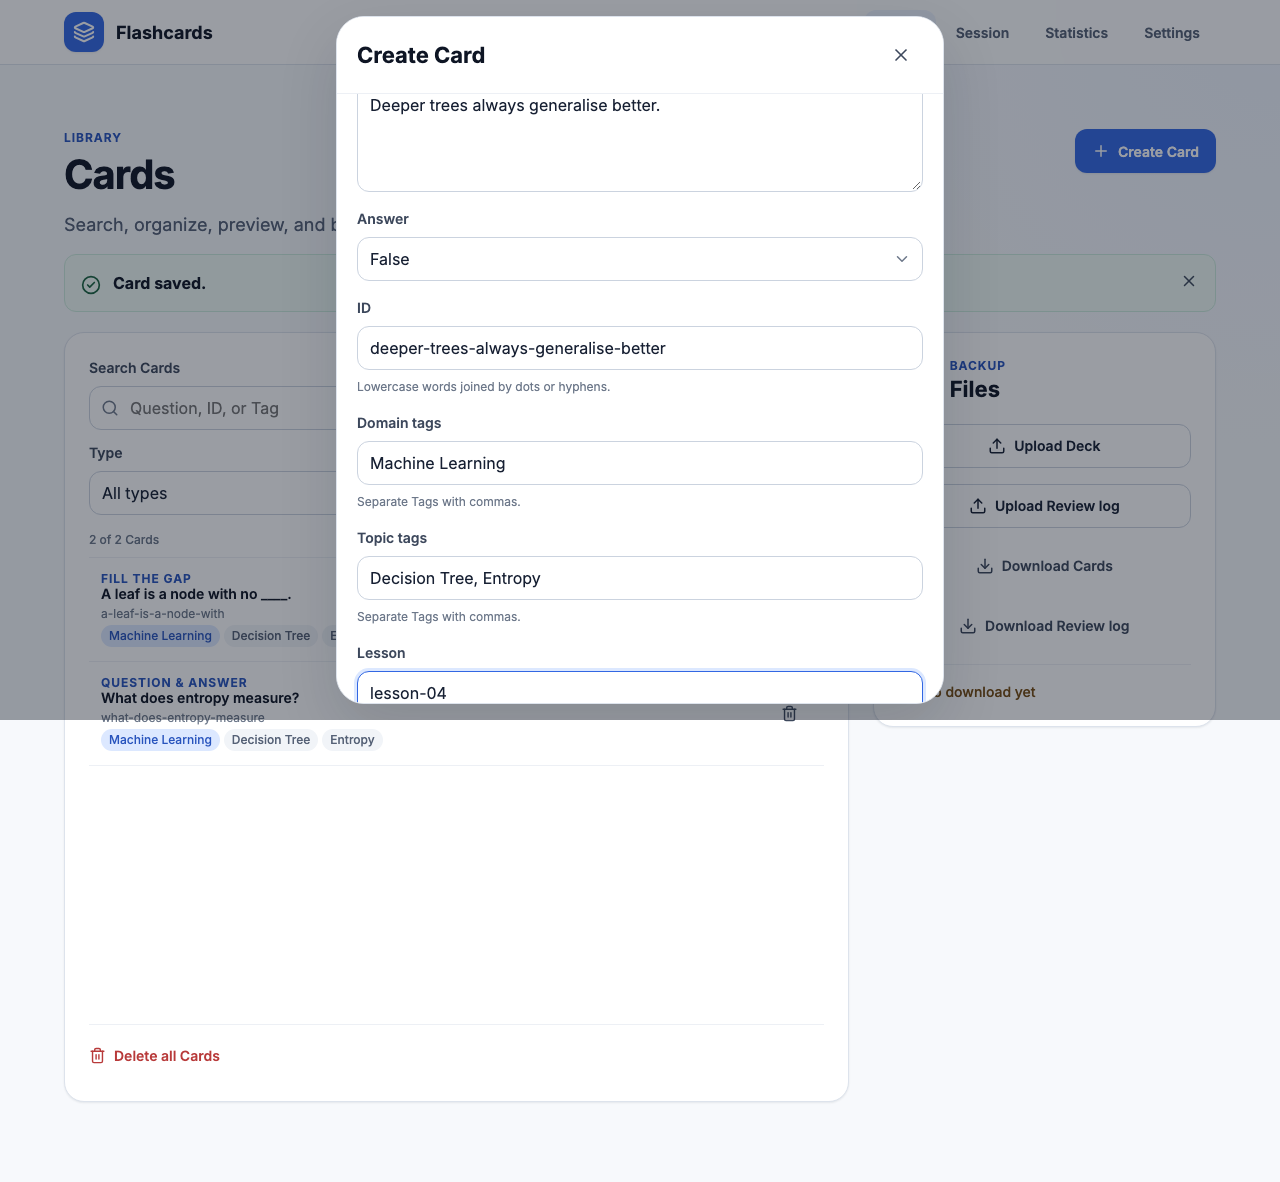 Flashcards
Session
Statistics
Settings
LIBRARY
Cards
Search, organize, preview, and
Create Card
Card saved.
Search Cards
Question, ID, or Tag
Type
All types
2 of 2 Cards
FILL THE GAP
A leaf is a node with no ____.
a-leaf-is-a-node-with
Machine Learning
Decision Tree
QUESTION & ANSWER
What does entropy measure?
what-does-entropy-measure
Machine Learning
Decision Tree
Entropy
Delete all Cards
Create Card
Deeper trees always generalise better.
Answer
False
ID
deeper-trees-always-generalise-better
Lowercase words joined by dots or hyphens.
Domain tags
Machine Learning
Separate Tags with commas.
Topic tags
Decision Tree, Entropy
Separate Tags with commas.
Lesson
lesson-04
BACKUP
Files
Upload Deck
Upload Review log
Download Cards
Download Review log
download yet